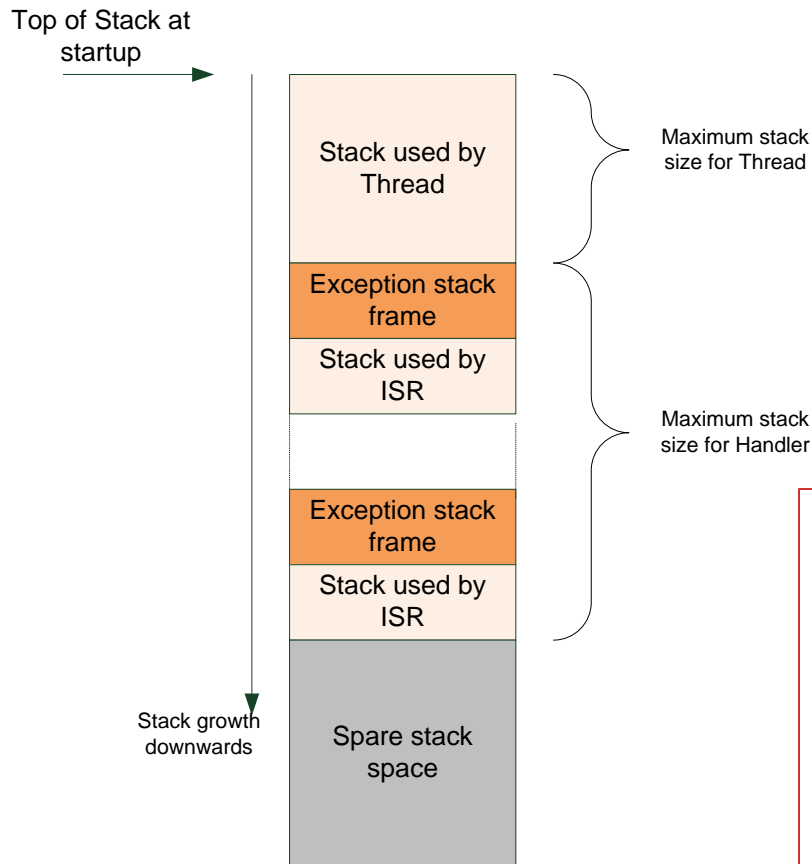 Top of Stack at
startup
Stack used by
Thread
Maximum stack
size for Thread
Exception stack
frame
Stack used by
ISR
Maximum stack
size for Handler
Exception stack
frame
Stack used by
ISR
Stack growth
downwards
Spare stack
space